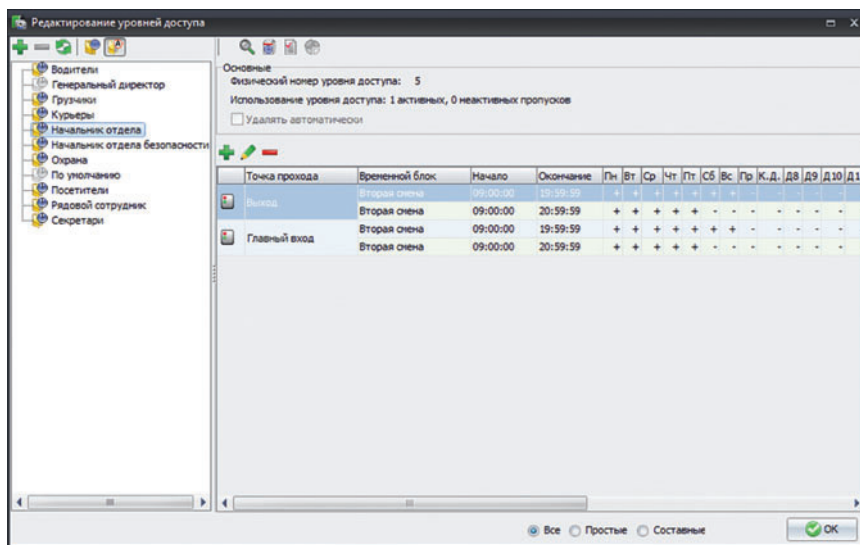 Редактирование уровней доступа
Водители
Генеральный директор
Грузчики
Курьеры
Начальник отдела
Начальник отдела безопасности
Охрана
По умолчанию
Посетители
Рядовой сотрудник
Секретари
Основные
Физический номер уровня доступа: 5
Использование уровня доступа: 1 активных, 0 неактивных пропусков
Удалять автоматически
Точка прохода Временной блок Начало Окончание Пн Вт Ср Чт Пт Сб Вс Пр К.Д. Д8 Д9 Д10 Д1
Выход Вторая смена 09:00:00 19:59:59 + + + + + + + - - - - -
Вторая смена 09:00:00 20:59:59 + + + + + - - - - - - -
Главный вход Вторая смена 09:00:00 19:59:59 + + + + + + + - - - - -
Вторая смена 09:00:00 20:59:59 + + + + + - - - - - - -
Все Простые Составные OK